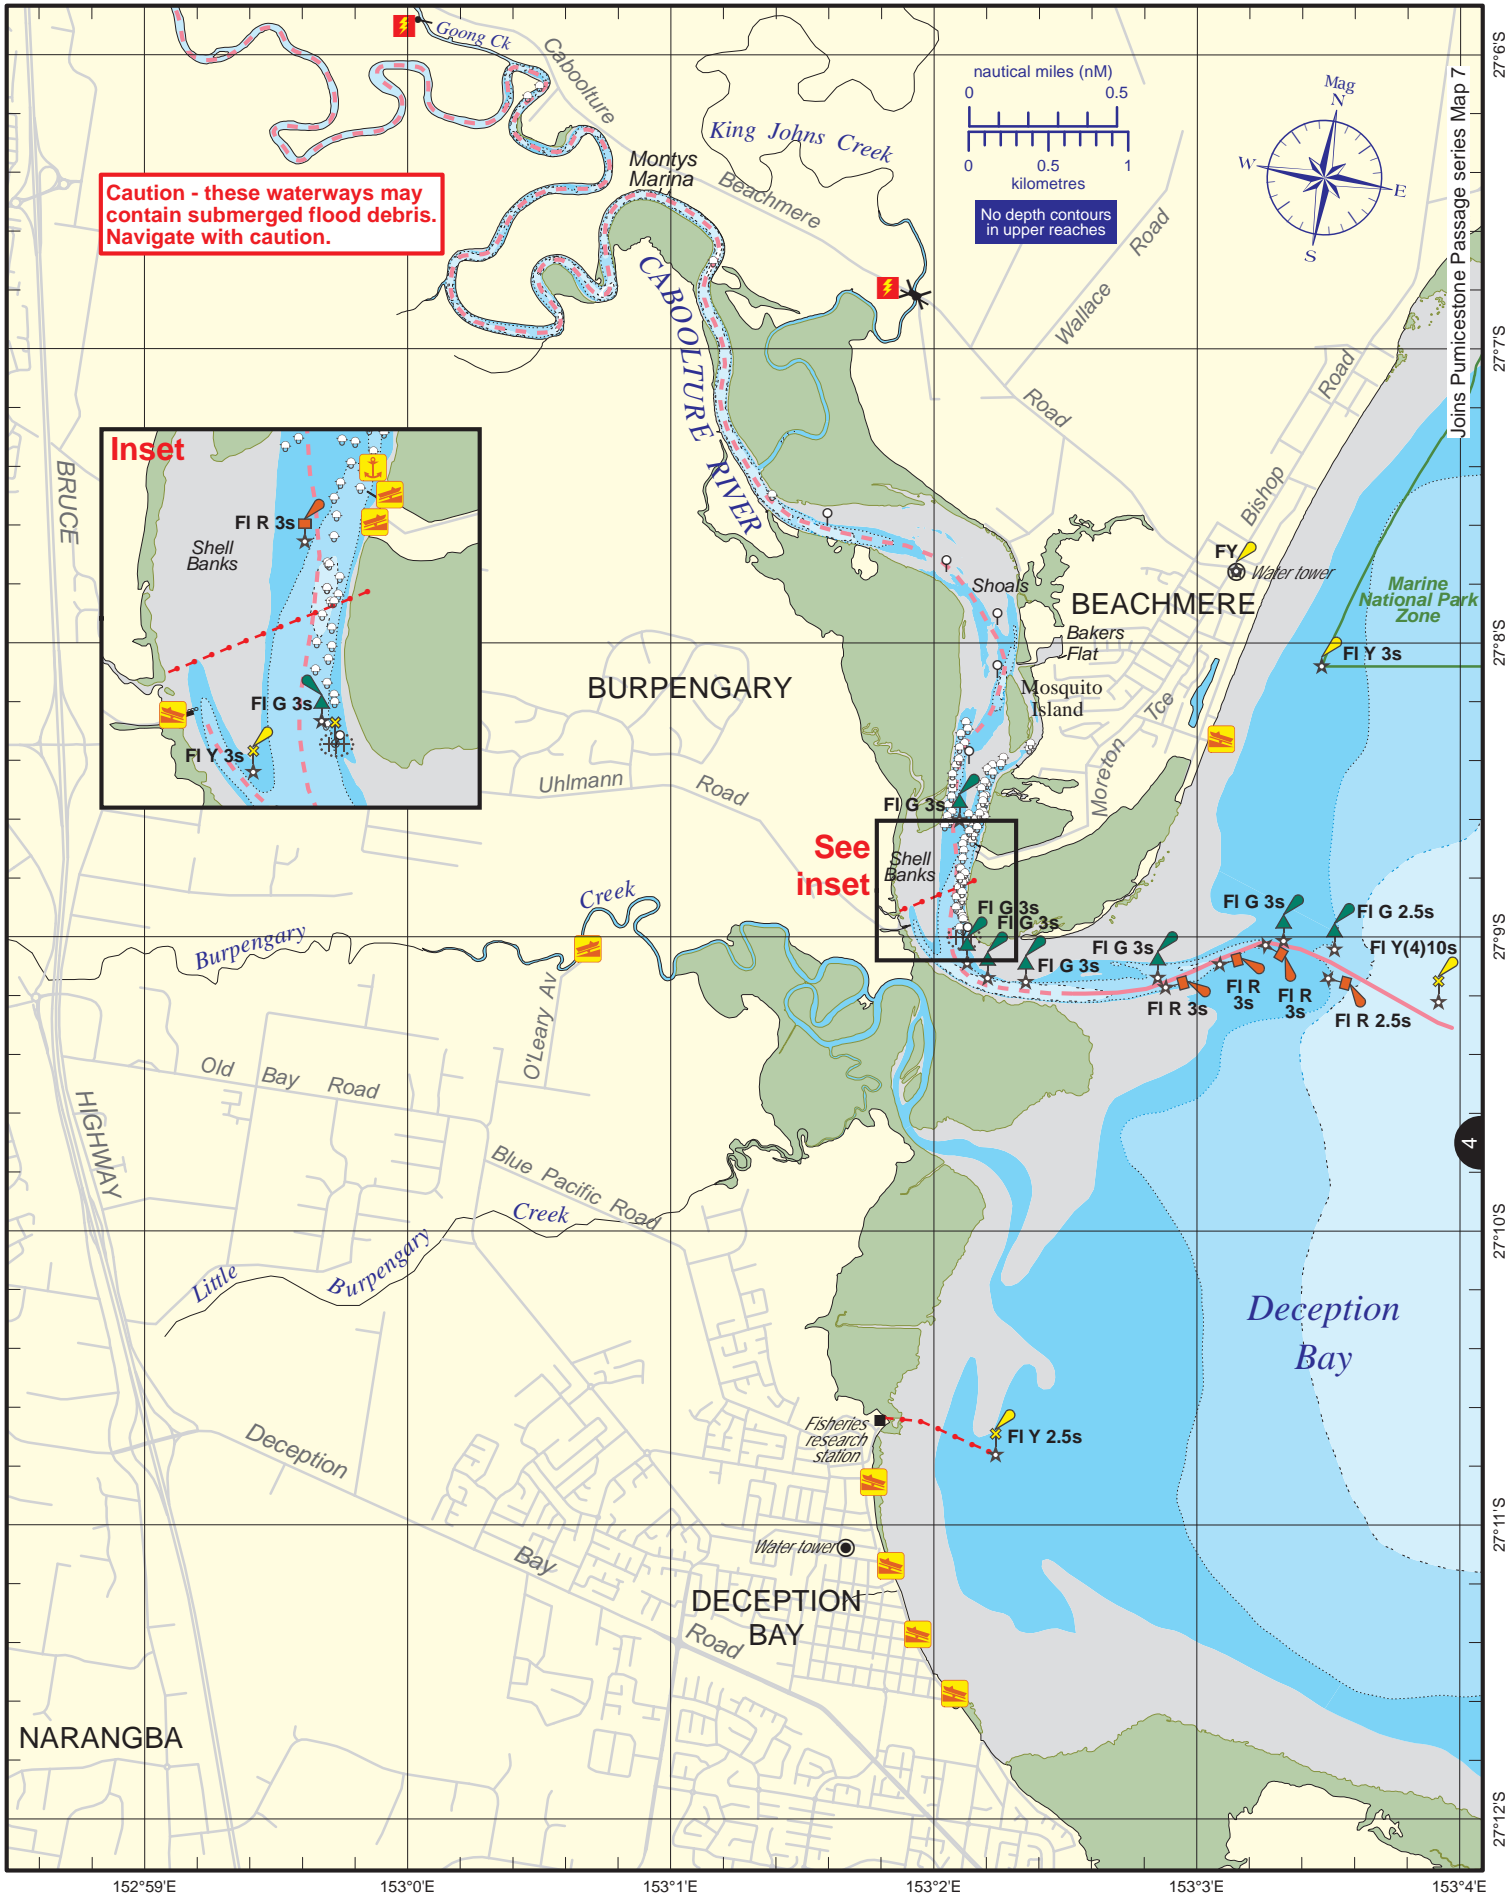 Goong Ck
Caboolture
Montys
Marina
Beachmere
King Johns Creek
nautical miles (nM)
0 0.5
0 0.5 1
kilometres
No depth contours
in upper reaches
Mag
N
W
E
S
Caution - these waterways may
contain submerged flood debris.
Navigate with caution.
Joins Pumicestone Passage series Map 7
27°6'S
27°7'S
27°8'S
27°9'S
27°10'S
27°11'S
27°12'S
Wallace
Road
Road
CABOOLTURE
RIVER
BRUCE
HIGHWAY
Inset
Fl R 3s
Shell
Banks
Fl G 3s
Fl Y 3s
Bishop
Road
FY
Water tower
Marine
National Park
Zone
Fl Y 3s
Shoals
BEACHMERE
Bakers
Flat
Mosquito
Island
Moreton
Tce
BURPENGARY
Uhlmann
Road
Fl G 3s
See
inset
Shell
Banks
Fl G 3s
Fl G 3s
Fl G 3s
Fl G 3s
Fl G 3s
Fl G 2.5s
Fl Y(4)10s
Fl R 3s
Fl R
3s
Fl R
3s
Fl R 2.5s
Burpengary
Creek
O'Leary Av
Old Bay Road
Blue Pacific Road
Little
Burpengary
Creek
4
Deception
Bay
Fisheries
research
station
Fl Y 2.5s
Deception
Bay
Road
Water tower
DECEPTION
BAY
NARANGBA
152°59'E
153°0'E
153°1'E
153°2'E
153°3'E
153°4'E